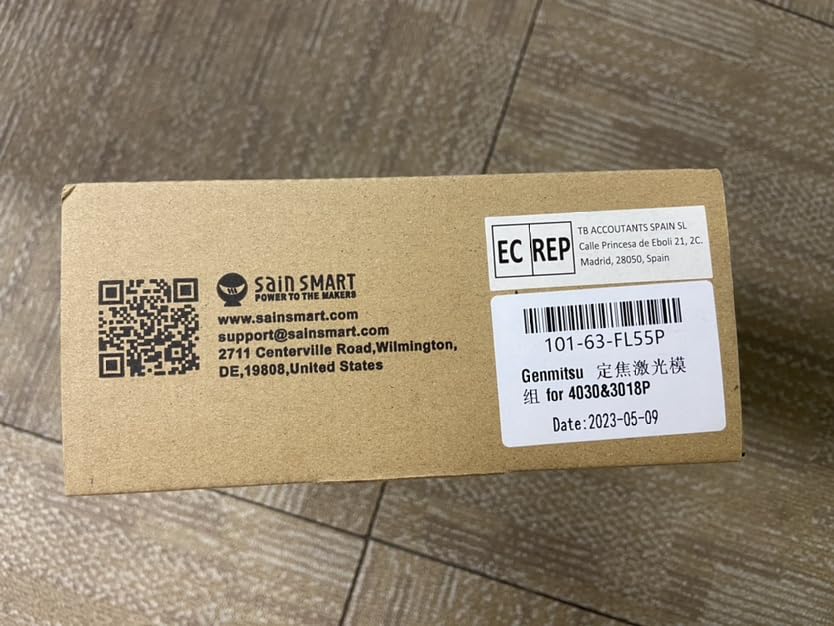 Sain SMART
POWER TO THE MAKERS
www.sainsmart.com
support@sainsmart.com
2711 Centerville Road,Wilmington,
DE,19808,United States
EC REP
TB ACCOUTANTS SPAIN SL
Calle Princesa de Eboli 21, 2C.
Madrid, 28050, Spain
101-63-FL55P
Genmitsu 定焦激光模
组 for 4030&3018P
Date:2023-05-09